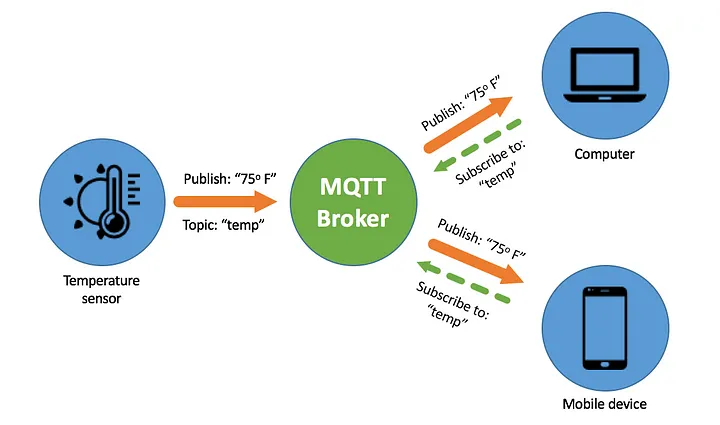 Publish: “75º F”
Topic: “temp”
Temperature
sensor
MQTT
Broker
Publish: “75º F”
Subscribe to:
“temp”
Computer
Publish: “75º F”
Subscribe to:
“temp”
Mobile device